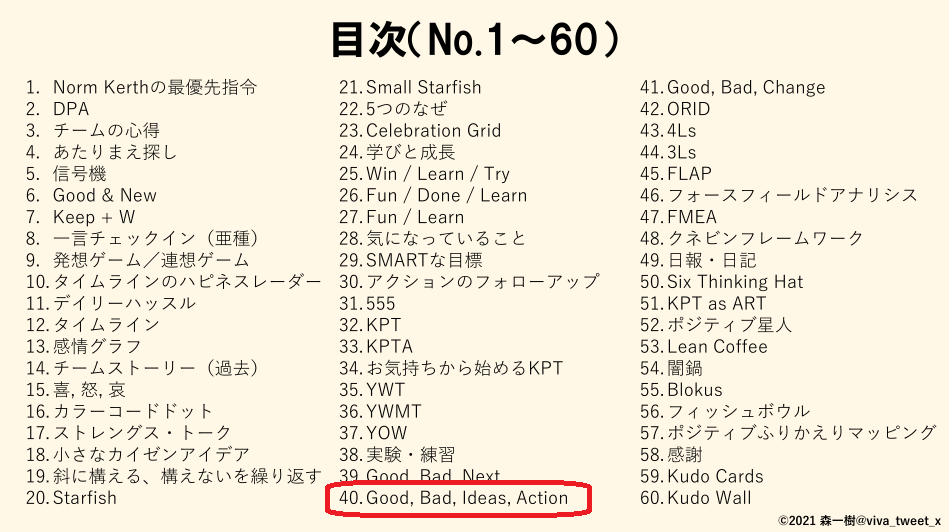 目次(No.1～60)
1. Norm Kerthの最優先指令
2. DPA
3. チームの心得
4. あたりまえ探し
5. 信号機
6. Good & New
7. Keep + W
8. 一言チェックイン（亜種）
9. 発想ゲーム／連想ゲーム
10. タイムラインのハピネスレーダー
11. デイリーハッスル
12. タイムライン
13. 感情グラフ
14. チームストーリー（過去）
15. 喜, 怒, 哀
16. カラーコードドット
17. ストレングス・トーク
18. 小さなカイゼンアイデア
19. 斜に構える、構えないを繰り返す
20. Starfish
21. Small Starfish
22. 5つのなぜ
23. Celebration Grid
24. 学びと成長
25. Win / Learn / Try
26. Fun / Done / Learn
27. Fun / Learn
28. 気になっていること
29. SMARTな目標
30. アクションのフォローアップ
31. 555
32. KPT
33. KPTA
34. お気持ちから始めるKPT
35. YWT
36. YWMT
37. YOW
38. 実験・練習
39. Good, Bad, Next
40. Good, Bad, Ideas, Action
41. Good, Bad, Change
42. ORID
43. 4Ls
44. 3Ls
45. FLAP
46. フォースフィールドアナリシス
47. FMEA
48. クネビンフレームワーク
49. 日報・日記
50. Six Thinking Hat
51. KPT as ART
52. ポジティブ星人
53. Lean Coffee
54. 闇鍋
55. Blokus
56. フィッシュボウル
57. ポジティブふりかえりマッピング
58. 感謝
59. Kudo Cards
60. Kudo Wall
©2021 森一樹@viva_tweet_x